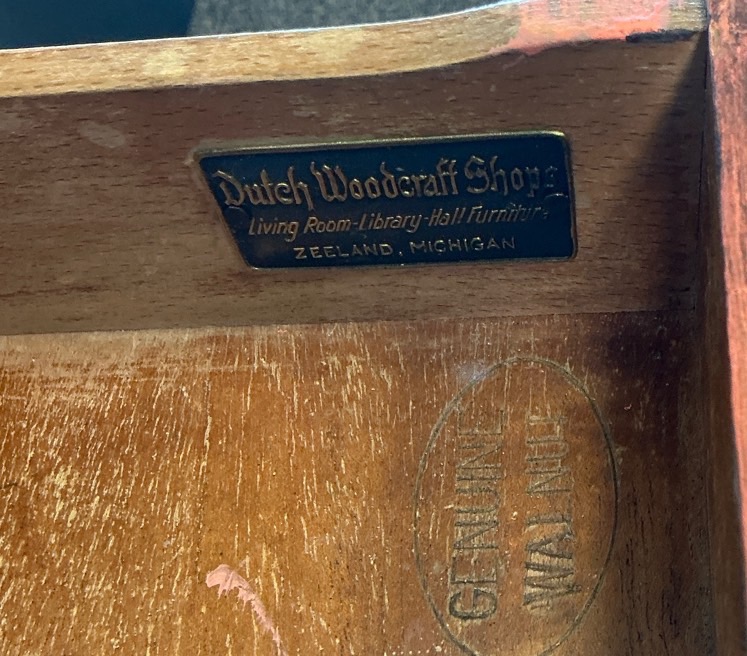 Dutch Woodcraft Shops
Living Room-Library-Hall Furniture
ZEELAND, MICHIGAN
GENUINE
WALNUT